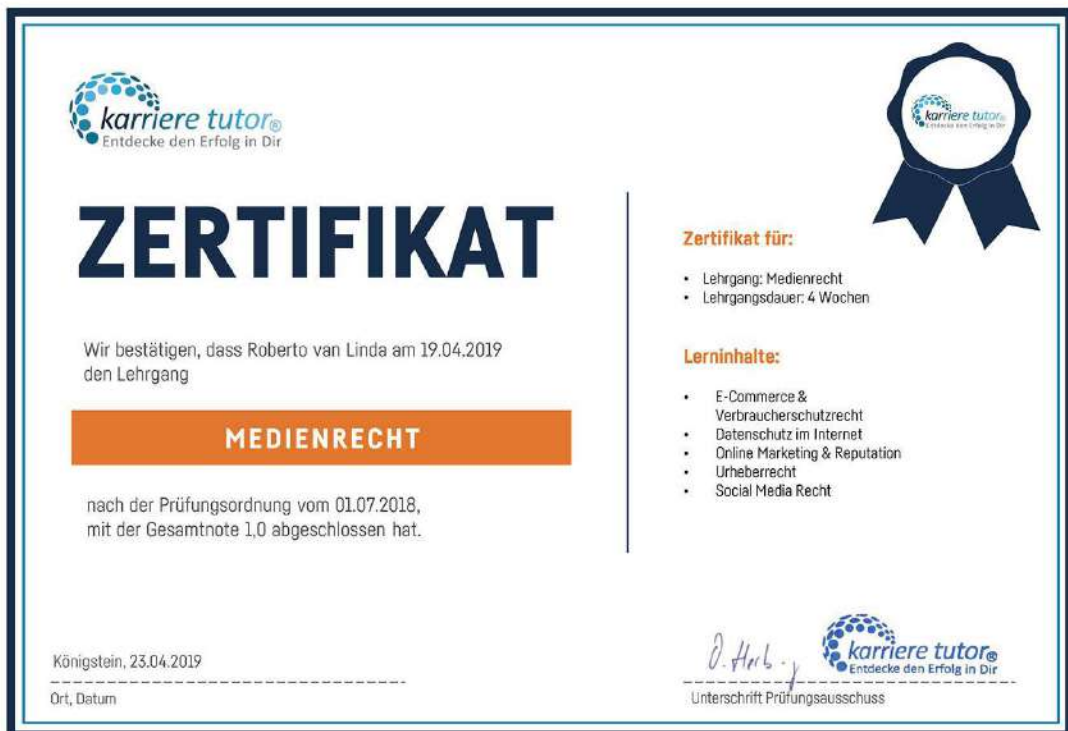 karriere tutor®
Entdecke den Erfolg in Dir
karriere tutor®
Entdecke den Erfolg in Dir
ZERTIFIKAT
Wir bestätigen, dass Roberto van Linda am 19.04.2019
den Lehrgang
MEDIENRECHT
nach der Prüfungsordnung vom 01.07.2018,
mit der Gesamtnote 1,0 abgeschlossen hat.
Zertifikat für:
• Lehrgang: Medienrecht
• Lehrgangsdauer: 4 Wochen
Lerninhalte:
• E-Commerce &
Verbraucherschutzrecht
• Datenschutz im Internet
• Online Marketing & Reputation
• Urheberrecht
• Social Media Recht
Königstein, 23.04.2019
Ort, Datum
karriere tutor®
Entdecke den Erfolg in Dir
Unterschrift Prüfungsausschuss